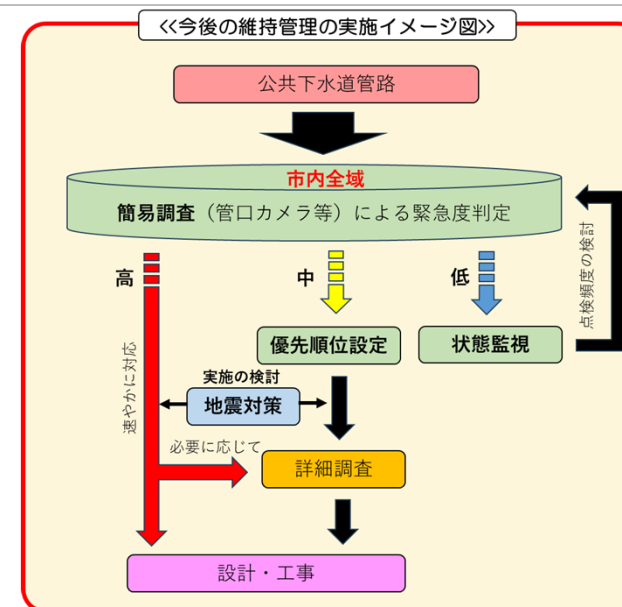 ≪今後の維持管理の実施イメージ図≫
公共下水道管路
市内全域
簡易調査（管口カメラ等）による緊急度判定
高
中
低
点検頻度の検討
優先順位設定
状態監視
速やかに対応
実施の検討
地震対策
必要に応じて
詳細調査
設計・工事